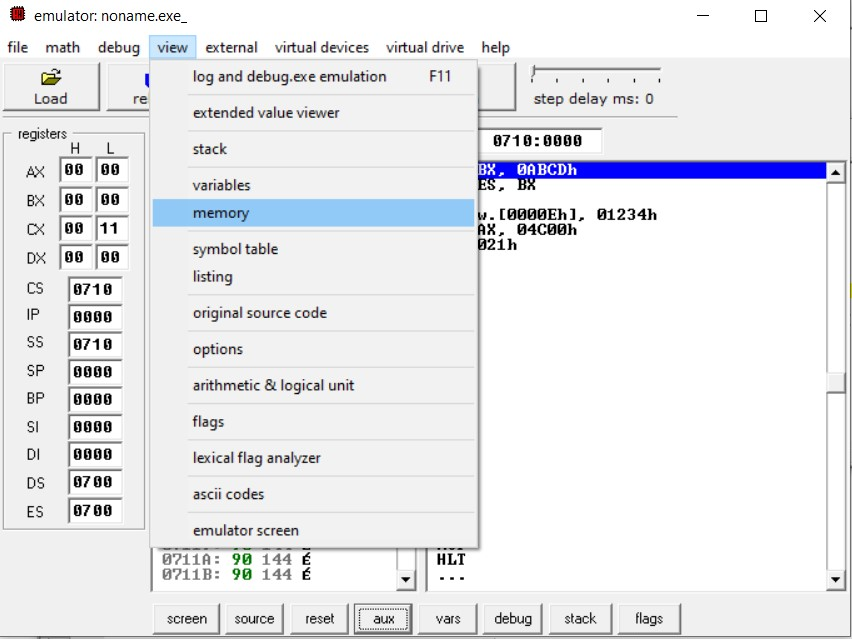 emulator: noname.exe_
file math debug view external virtual devices virtual drive help
Load
re
step delay ms: 0
log and debug.exe emulation F11
extended value viewer
stack
variables
memory
symbol table
listing
original source code
options
arithmetic & logical unit
flags
lexical flag analyzer
ascii codes
emulator screen
registers
H L
AX 00 00
BX 00 00
CX 00 11
DX 00 00
CS 0710
IP 0000
SS 0710
SP 0000
BP 0000
SI 0000
DI 0000
DS 0700
ES 0700
0710:0000
BX, 0ABCDh
ES, BX
w.[0000Eh], 01234h
AX, 04C00h
021h
0711A: 90 144 É
0711B: 90 144 É
HLT
...
screen source reset aux vars debug stack flags